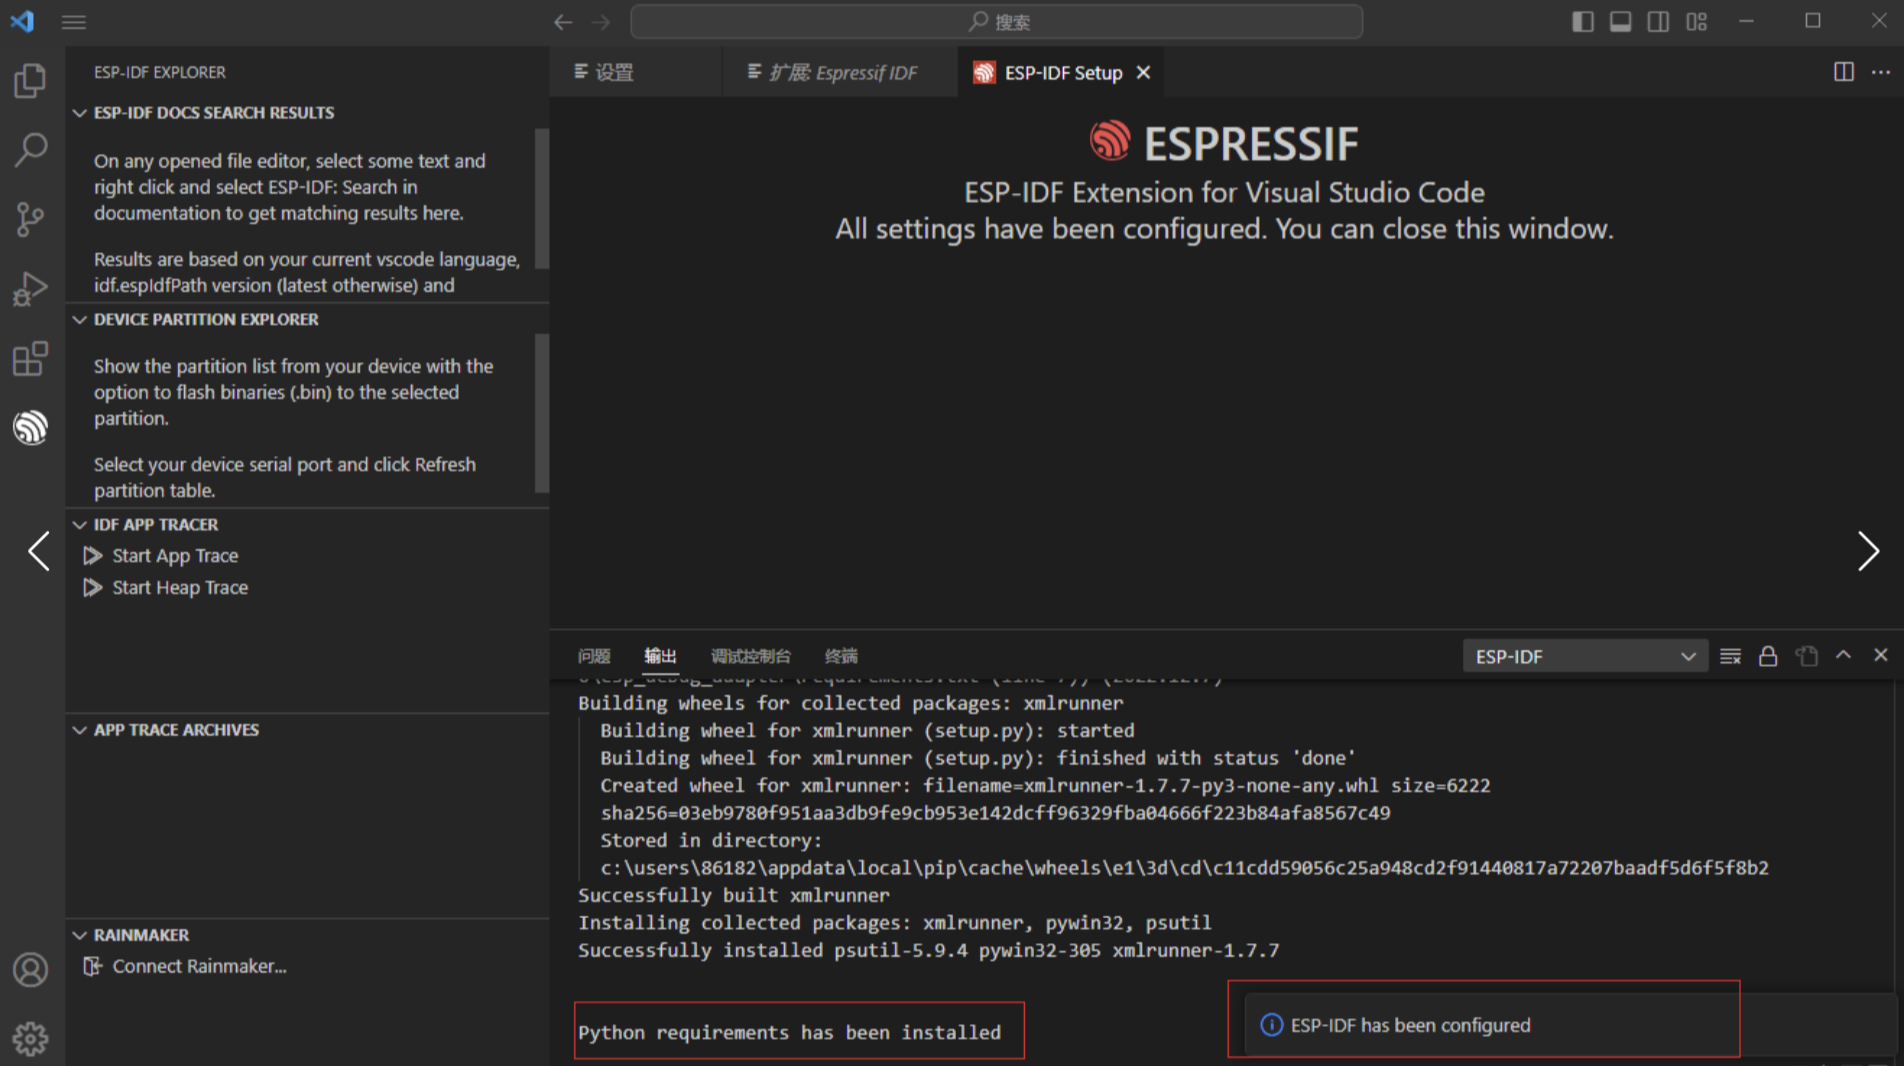 搜索
ESP-IDF EXPLORER
ESP-IDF DOCS SEARCH RESULTS
On any opened file editor, select some text and
right click and select ESP-IDF: Search in
documentation to get matching results here.
Results are based on your current vscode language,
idf.espIdfPath version (latest otherwise) and
DEVICE PARTITION EXPLORER
Show the partition list from your device with the
option to flash binaries (.bin) to the selected
partition.
Select your device serial port and click Refresh
partition table.
IDF APP TRACER
Start App Trace
Start Heap Trace
APP TRACE ARCHIVES
RAINMAKER
Connect Rainmaker...
设置
扩展: Espressif IDF
ESP-IDF Setup
ESPRESSIF
ESP-IDF Extension for Visual Studio Code
All settings have been configured. You can close this window.
问题 输出 调试控制台 终端
ESP-IDF
Building wheels for collected packages: xmlrunner
Building wheel for xmlrunner (setup.py): started
Building wheel for xmlrunner (setup.py): finished with status 'done'
Created wheel for xmlrunner: filename=xmlrunner-1.7.7-py3-none-any.whl size=6222
sha256=03eb9780f951aa3db9fe9cb953e142dcff96329fba04666f223b84afa8567c49
Stored in directory:
c:\users\86182\appdata\local\pip\cache\wheels\e1\3d\cd\c11cdd59056c25a948cd2f91440817a72207baadf5d6f5f8b2
Successfully built xmlrunner
Installing collected packages: xmlrunner, pywin32, psutil
Successfully installed psutil-5.9.4 pywin32-305 xmlrunner-1.7.7
Python requirements has been installed
ESP-IDF has been configured